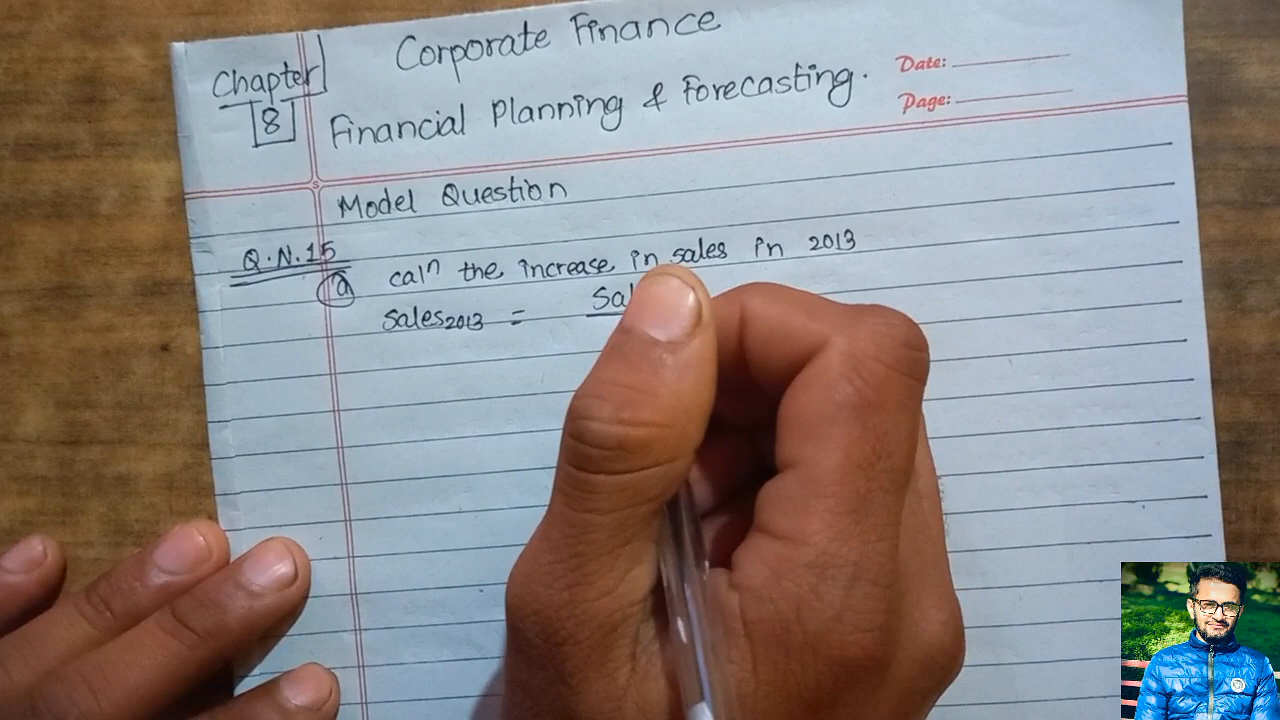 Corporate Finance
Chapter 8
Financial Planning & Forecasting.
Date:
Page:
Model Question
Q.N.15
a calⁿ the increase in sales in 2013
sales2013 = Sal